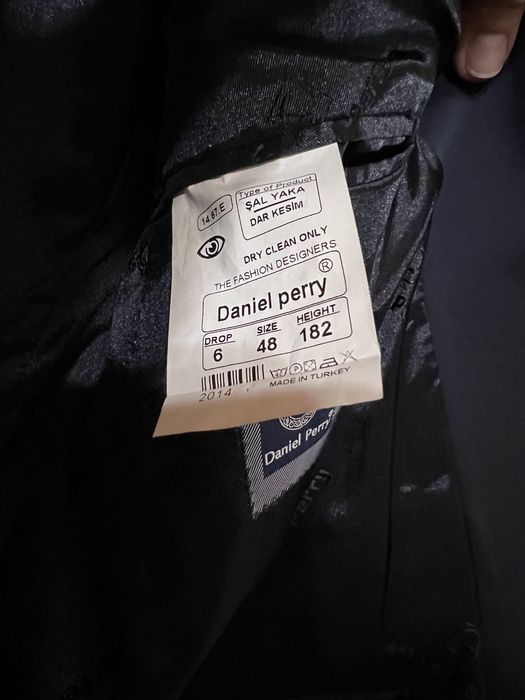 14.67.E
Type of Product
ŞAL YAKA
DAR KESİM
DRY CLEAN ONLY
THE FASHION DESIGNERS
®
Daniel perry
DROP SIZE HEIGHT
6 48 182
2014
MADE IN TURKEY
Daniel Perry